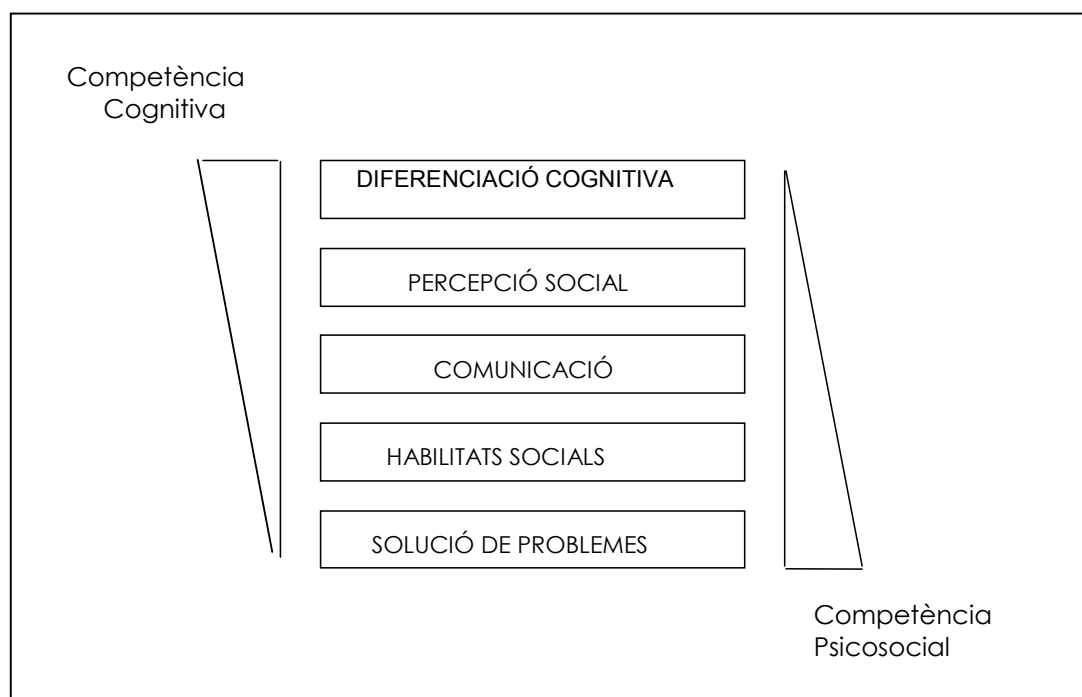 Competència
Cognitiva
DIFERENCIACIÓ COGNITIVA
PERCEPCIÓ SOCIAL
COMUNICACIÓ
HABILITATS SOCIALS
SOLUCIÓ DE PROBLEMES
Competència
Psicosocial